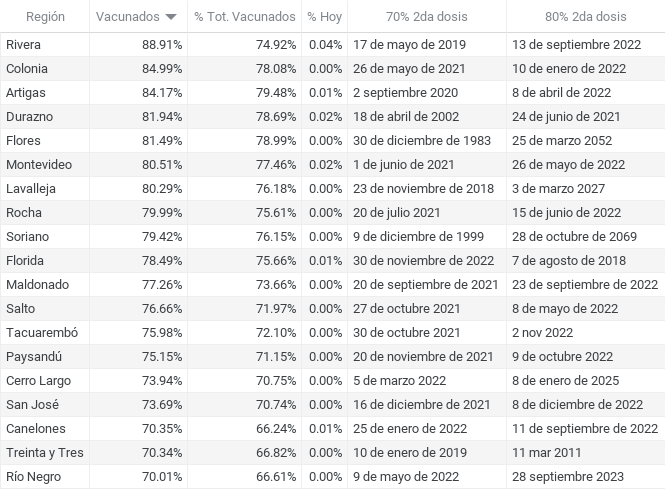 Región Vacunados % Tot. Vacunados % Hoy 70% 2da dosis 80% 2da dosis
Rivera 88.91% 74.92% 0.04% 17 de mayo de 2019 13 de septiembre 2022
Colonia 84.99% 78.08% 0.00% 26 de mayo de 2021 10 de enero de 2022
Artigas 84.17% 79.48% 0.01% 2 septiembre 2020 8 de abril de 2022
Durazno 81.94% 78.69% 0.02% 18 de abril de 2002 24 de junio de 2021
Flores 81.49% 78.99% 0.00% 30 de diciembre de 1983 25 de marzo 2052
Montevideo 80.51% 77.46% 0.02% 1 de junio de 2021 26 de mayo de 2022
Lavalleja 80.29% 76.18% 0.00% 23 de noviembre de 2018 3 de marzo 2027
Rocha 79.99% 75.61% 0.00% 20 de julio 2021 15 de junio de 2022
Soriano 79.42% 76.15% 0.00% 9 de diciembre de 1999 28 de octubre de 2069
Florida 78.49% 75.66% 0.01% 30 de noviembre de 2022 7 de agosto de 2018
Maldonado 77.26% 73.66% 0.00% 20 de septiembre de 2021 23 de septiembre de 2022
Salto 76.66% 71.97% 0.00% 27 de octubre 2021 8 de mayo de 2022
Tacuarembó 75.98% 72.10% 0.00% 30 de octubre 2021 2 nov 2022
Paysandú 75.15% 71.15% 0.00% 20 de noviembre de 2021 9 de octubre 2022
Cerro Largo 73.94% 70.75% 0.00% 5 de marzo 2022 8 de enero de 2025
San José 73.69% 70.74% 0.00% 16 de diciembre de 2021 8 de diciembre de 2022
Canelones 70.35% 66.24% 0.01% 25 de enero de 2022 11 de septiembre de 2022
Treinta y Tres 70.34% 66.82% 0.00% 10 de enero de 2019 11 mar 2011
Río Negro 70.01% 66.61% 0.00% 9 de mayo de 2022 28 septiembre 2023